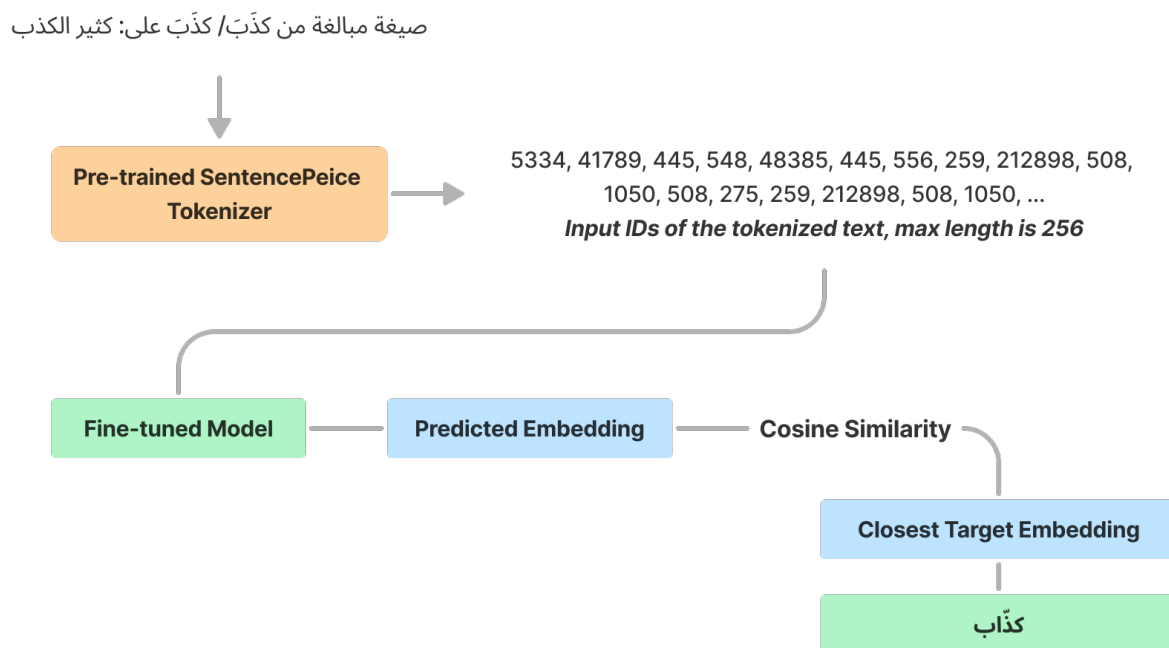 صيغة مبالغة من كذَبَ/ كذَبَ على: كثير الكذب
Pre-trained SentencePeice
Tokenizer
5334, 41789, 445, 548, 48385, 445, 556, 259, 212898, 508,
1050, 508, 275, 259, 212898, 508, 1050, ...
Input IDs of the tokenized text, max length is 256
Fine-tuned Model
Predicted Embedding
Cosine Similarity
Closest Target Embedding
كذّاب